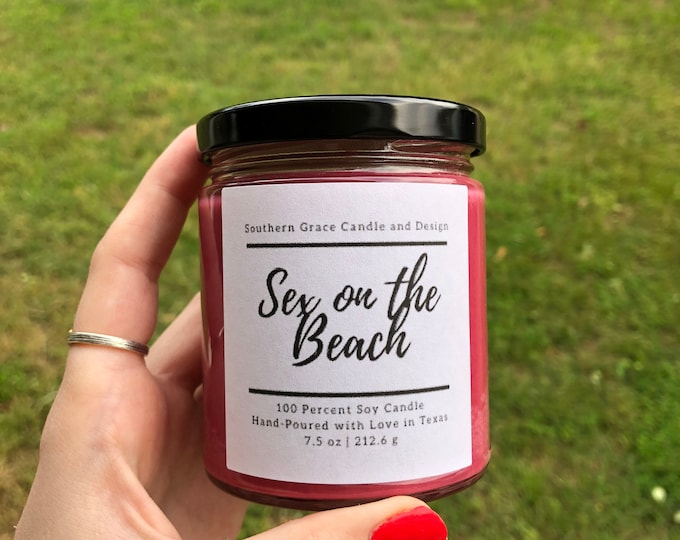 Southern Grace Candle and Design
Sex on the
Beach
100 Percent Soy Candle
Hand-Poured with Love in Texas
7.5 oz | 212.6 g